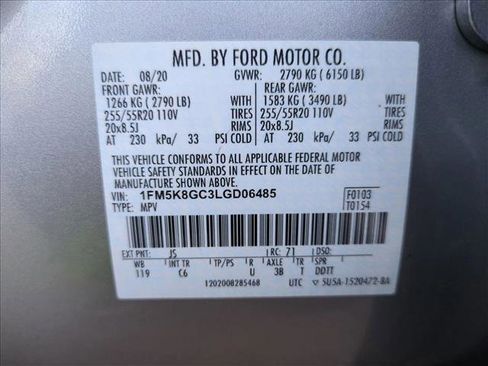 MFD. BY FORD MOTOR CO.
DATE: 08/20 GVWR: 2790 KG (6150 LB)
FRONT GAWR: REAR GAWR:
1266 KG (2790 LB) WITH 1583 KG (3490 LB) WITH
255/55R20 110V TIRES 255/55R20 110V TIRES
20x8.5J RIMS 20x8.5J RIMS
AT 230 kPa/ 33 PSI COLD AT 230 kPa/ 33 PSI COLD
THIS VEHICLE CONFORMS TO ALL APPLICABLE FEDERAL MOTOR
VEHICLE SAFETY STANDARDS IN EFFECT ON THE DATE OF
MANUFACTURE SHOWN ABOVE.
VIN: 1FM5K8GC3LGD06485 F0103
TYPE: MPV T0154
EXT PNT: JS RC: 71 DSO:
WB INT TR TP/PS R AXLE TR SPR
119 C6 U 3B T DDTT
1202008285468 UTC 5U5A-1520472-BA